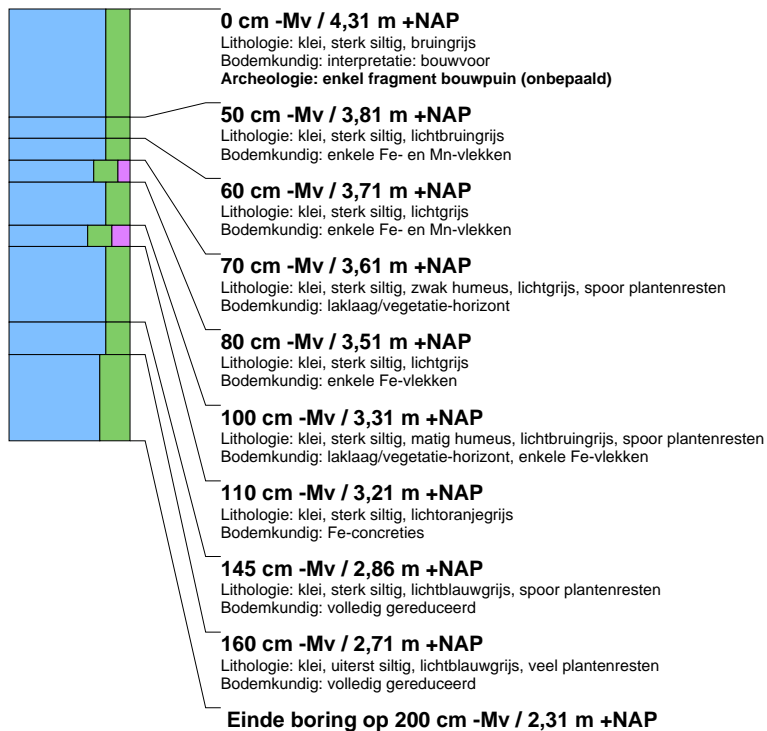 0 cm -Mv / 4,31 m +NAP
Lithologie: klei, sterk siltig, bruingrijs
Bodemkundig: interpretatie: bouwvoor
Archeologie: enkel fragment bouwpuin (onbepaald)
50 cm -Mv / 3,81 m +NAP
Lithologie: klei, sterk siltig, lichtbruingrijs
Bodemkundig: enkele Fe- en Mn-vlekken
60 cm -Mv / 3,71 m +NAP
Lithologie: klei, sterk siltig, lichtgrijs
Bodemkundig: enkele Fe- en Mn-vlekken
70 cm -Mv / 3,61 m +NAP
Lithologie: klei, sterk siltig, zwak humeus, lichtgrijs, spoor plantenresten
Bodemkundig: laklaag/vegetatie-horizont
80 cm -Mv / 3,51 m +NAP
Lithologie: klei, sterk siltig, lichtgrijs
Bodemkundig: enkele Fe-vlekken
100 cm -Mv / 3,31 m +NAP
Lithologie: klei, sterk siltig, matig humeus, lichtbruingrijs, spoor plantenresten
Bodemkundig: laklaag/vegetatie-horizont, enkele Fe-vlekken
110 cm -Mv / 3,21 m +NAP
Lithologie: klei, sterk siltig, lichtoranjegrijs
Bodemkundig: Fe-concreties
145 cm -Mv / 2,86 m +NAP
Lithologie: klei, sterk siltig, lichtblauwgrijs, spoor plantenresten
Bodemkundig: volledig gereduceerd
160 cm -Mv / 2,71 m +NAP
Lithologie: klei, uiterst siltig, lichtblauwgrijs, veel plantenresten
Bodemkundig: volledig gereduceerd
Einde boring op 200 cm -Mv / 2,31 m +NAP